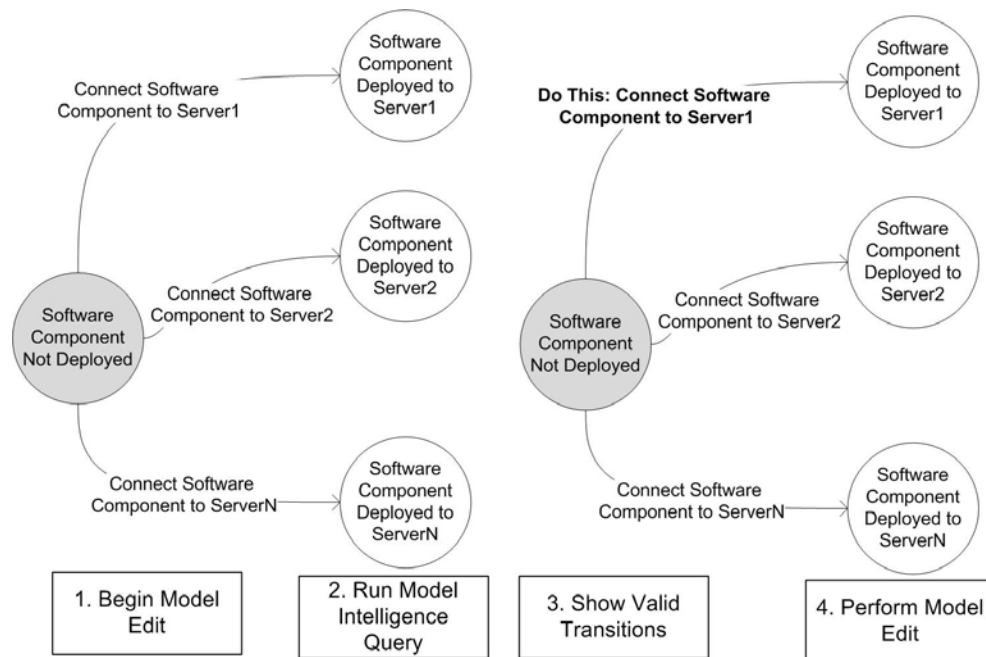 Software
Component
Deployed to
Server1
Connect Software
Component to Server1
Software
Component
Deployed to
Server2
Connect Software
Component to Server2
Software
Component
Not Deployed
Connect Software
Component to ServerN
Software
Component
Deployed to
ServerN
Software
Component
Deployed to
Server1
Do This: Connect Software
Component to Server1
Software
Component
Deployed to
Server2
Connect Software
Component to Server2
Software
Component
Not Deployed
Connect Software
Component to ServerN
Software
Component
Deployed to
ServerN
1. Begin Model
Edit
2. Run Model
Intelligence
Query
3. Show Valid
Transitions
4. Perform Model
Edit